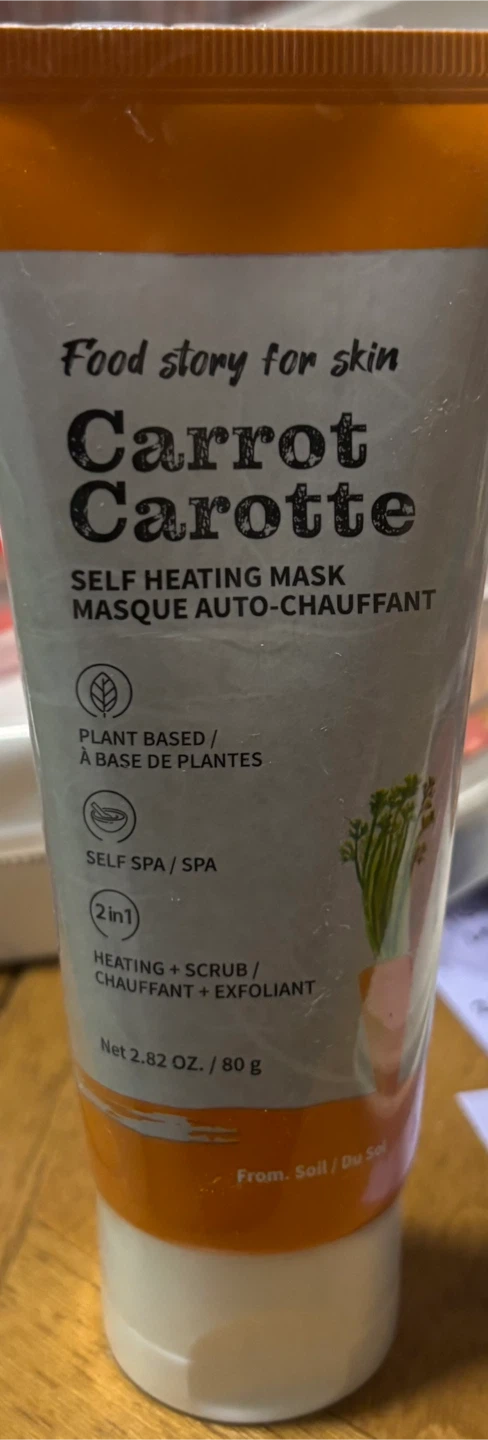 Food story for skin
Carrot
Carotte
SELF HEATING MASK
MASQUE AUTO-CHAUFFANT
PLANT BASED /
À BASE DE PLANTES
SELF SPA / SPA
2in1
HEATING + SCRUB /
CHAUFFANT + EXFOLIANT
Net 2.82 OZ. / 80 g
From. Soil / Du Sol